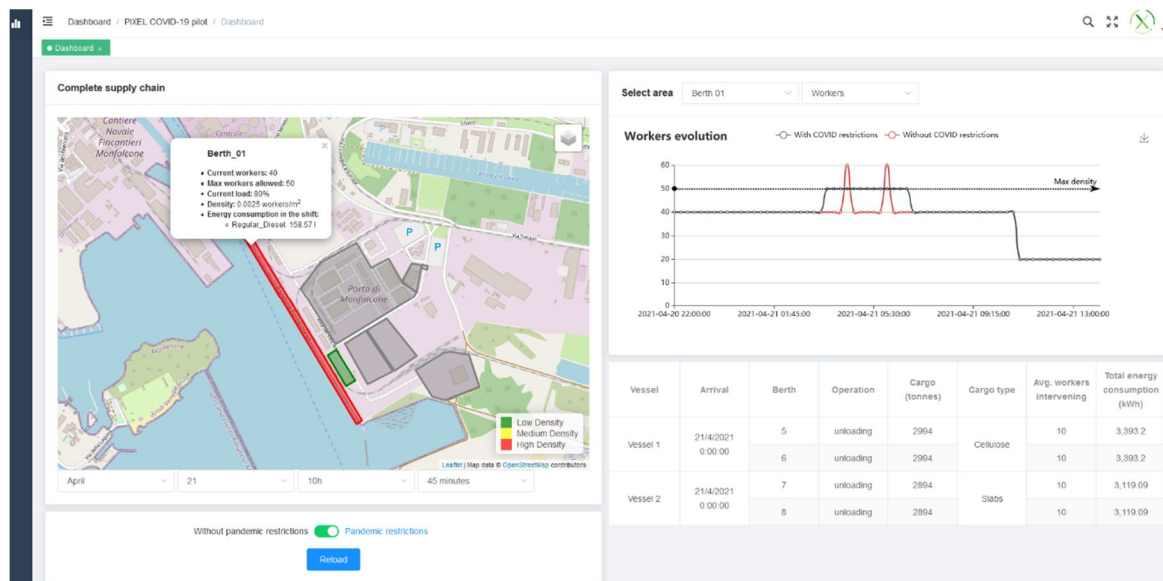 Dashboard / PIXEL COVID-19 pilot / Dashboard
Dashboard ×
Complete supply chain
Cantiere
Navale
Fincantieri
Monfalcone
Centrale
Berth_01 ×
Current workers: 40
Max workers allowed: 50
Current load: 80%
Density: 0.0025 workers/m²
Energy consumption in the shift:
Regular_Diesel: 158.57 l
P
P
Porto di
Monfalcone
Low Density
Medium Density
High Density
Leaflet | Map data © OpenStreetMap contributors
April 21 10h 45 minutes
Without pandemic restrictions Pandemic restrictions
Reload
Select area Berth 01 Workers
Workers evolution With COVID restrictions Without COVID restrictions
60
Max density
50
40
30
20
10
0
2021-04-20 22:00:00 2021-04-21 01:45:00 2021-04-21 05:30:00 2021-04-21 09:15:00 2021-04-21 13:00:00
Vessel Arrival Berth Operation Cargo (tonnes) Cargo type Avg. workers intervening Total energy consumption (kWh)
Vessel 1 21/4/2021 0:00:00 5 unloading 2994 Cellulose 10 3,393.2
6 unloading 2994 10 3,393.2
Vessel 2 21/4/2021 0:00:00 7 unloading 2894 Slabs 10 3,119.09
8 unloading 2894 10 3,119.09